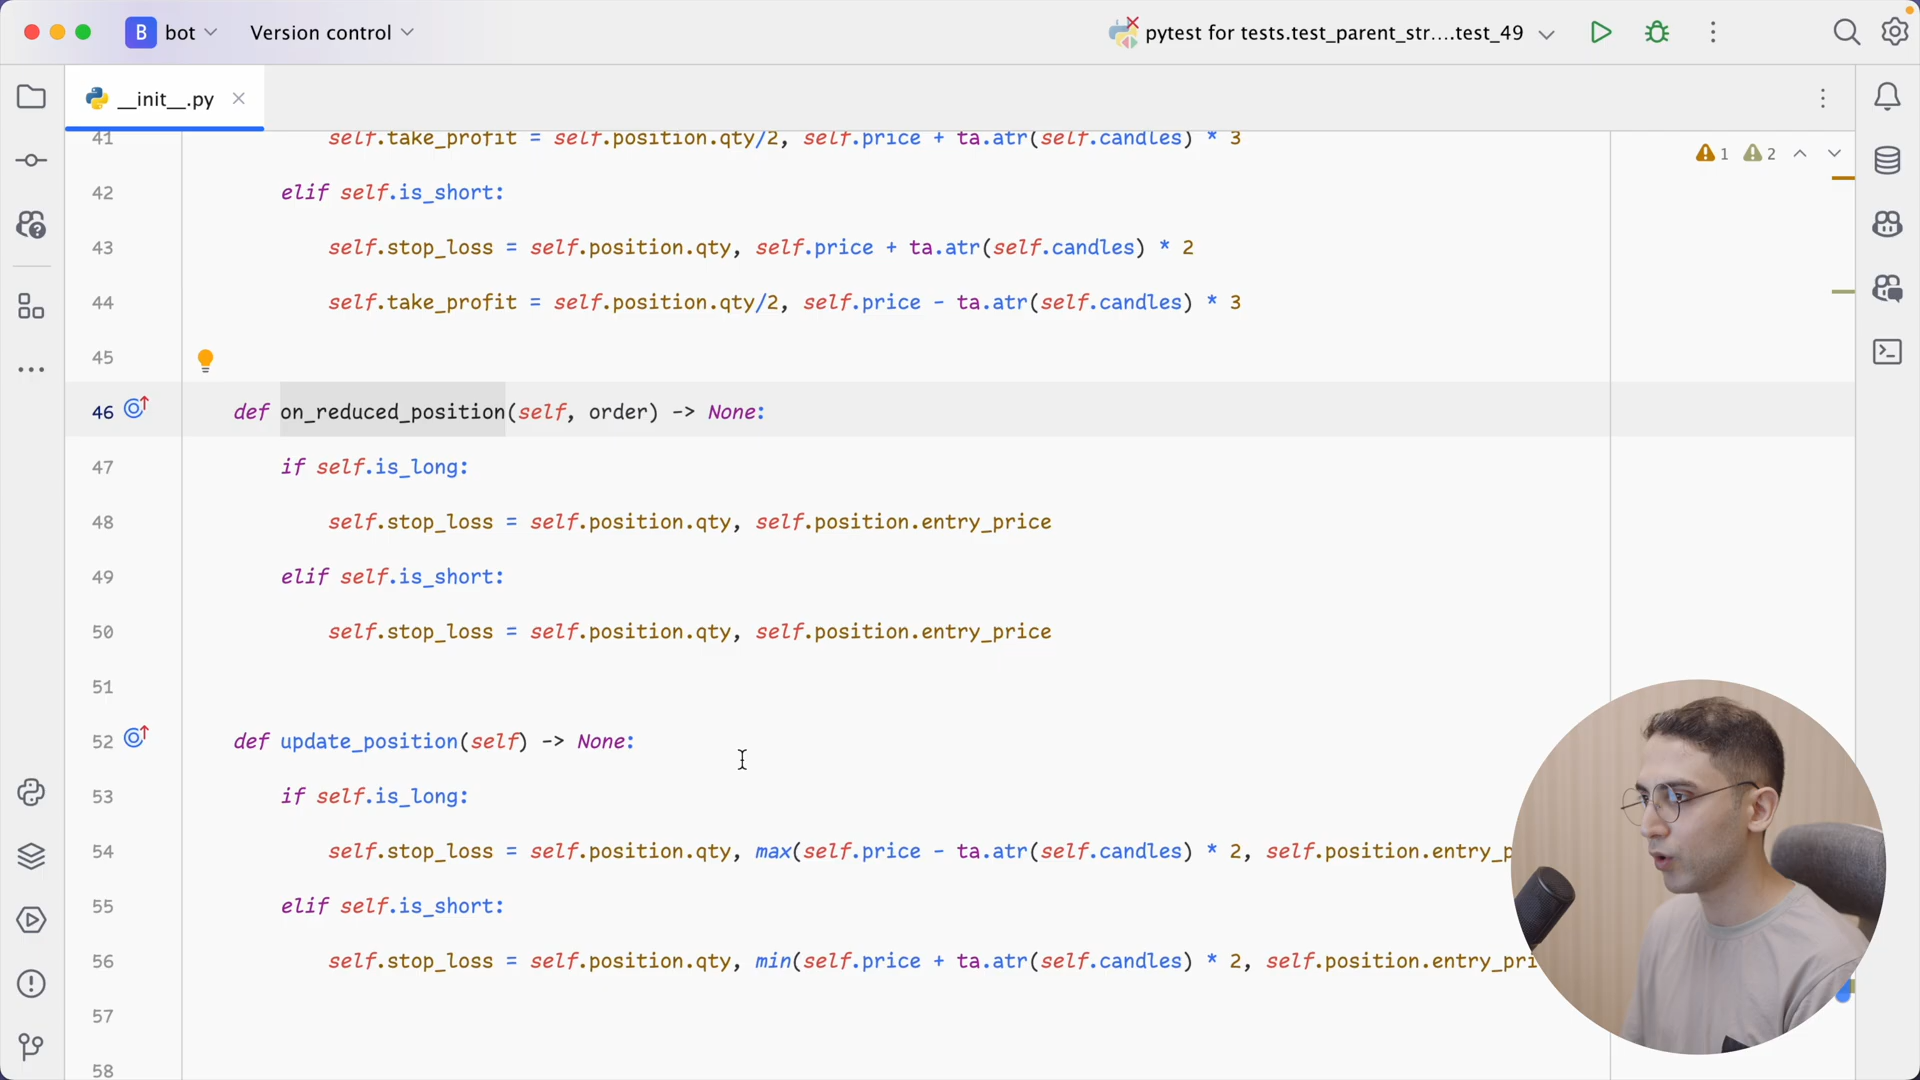 B bot Version control pytest for tests.test_parent_str....test_49
__init__.py
1 2
41 self.take_profit = self.position.qty/2, self.price + ta.atr(self.candles) * 3
42 elif self.is_short:
43 self.stop_loss = self.position.qty, self.price + ta.atr(self.candles) * 2
44 self.take_profit = self.position.qty/2, self.price - ta.atr(self.candles) * 3
45
46 def on_reduced_position(self, order) -> None:
47 if self.is_long:
48 self.stop_loss = self.position.qty, self.position.entry_price
49 elif self.is_short:
50 self.stop_loss = self.position.qty, self.position.entry_price
51
52 def update_position(self) -> None:
53 if self.is_long:
54 self.stop_loss = self.position.qty, max(self.price - ta.atr(self.candles) * 2, self.position.entry_p
55 elif self.is_short:
56 self.stop_loss = self.position.qty, min(self.price + ta.atr(self.candles) * 2, self.position.entry_pri
57
58